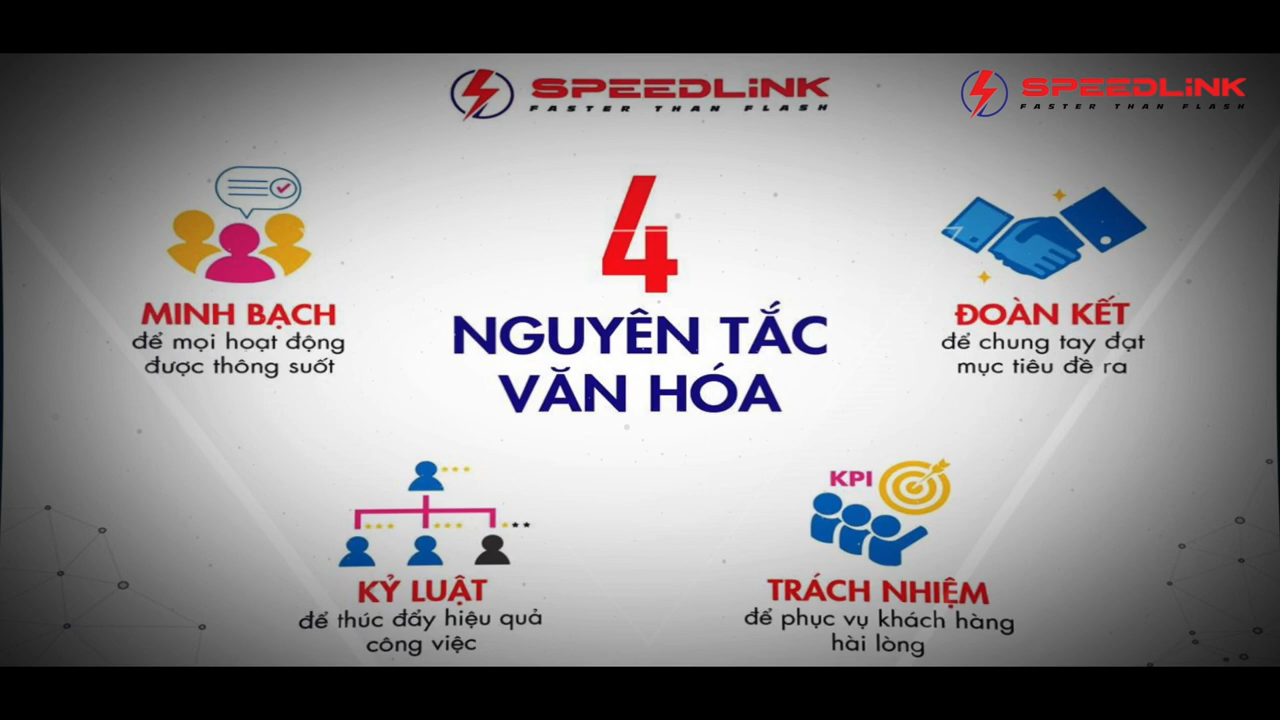 SPEEDLiNK
FASTER THAN FLASH
SPEEDLiNK
FASTER THAN FLASH
4
NGUYÊN TẮC
VĂN HÓA
MINH BẠCH
để mọi hoạt động
được thông suốt
ĐOÀN KẾT
để chung tay đạt
mục tiêu đề ra
KỶ LUẬT
để thúc đẩy hiệu quả
công việc
KPI
TRÁCH NHIỆM
để phục vụ khách hàng
hài lòng